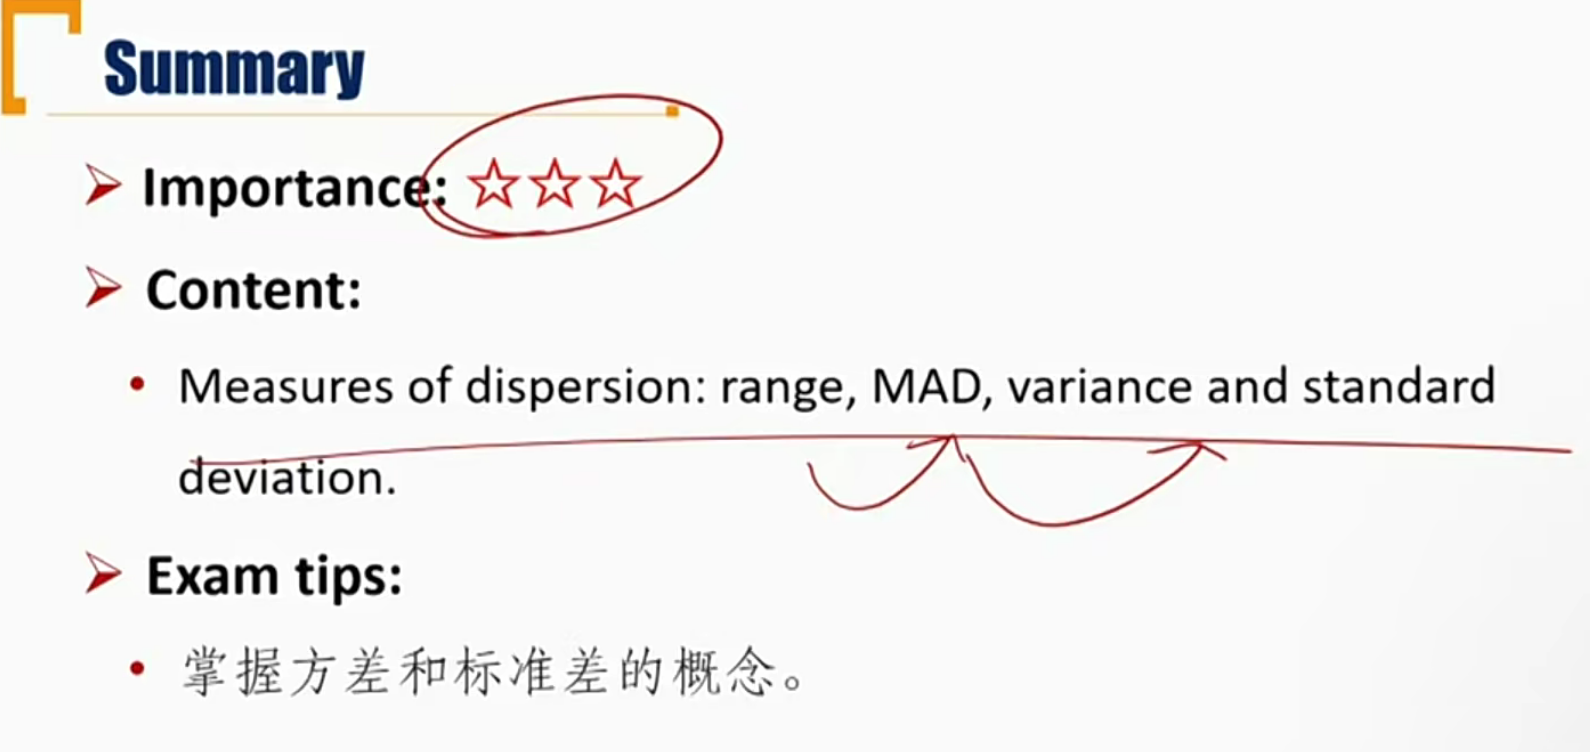 Summary
Importance: ☆☆☆
Content:
Measures of dispersion: range, MAD, variance and standard
deviation.
Exam tips:
掌握方差和标准差的概念。